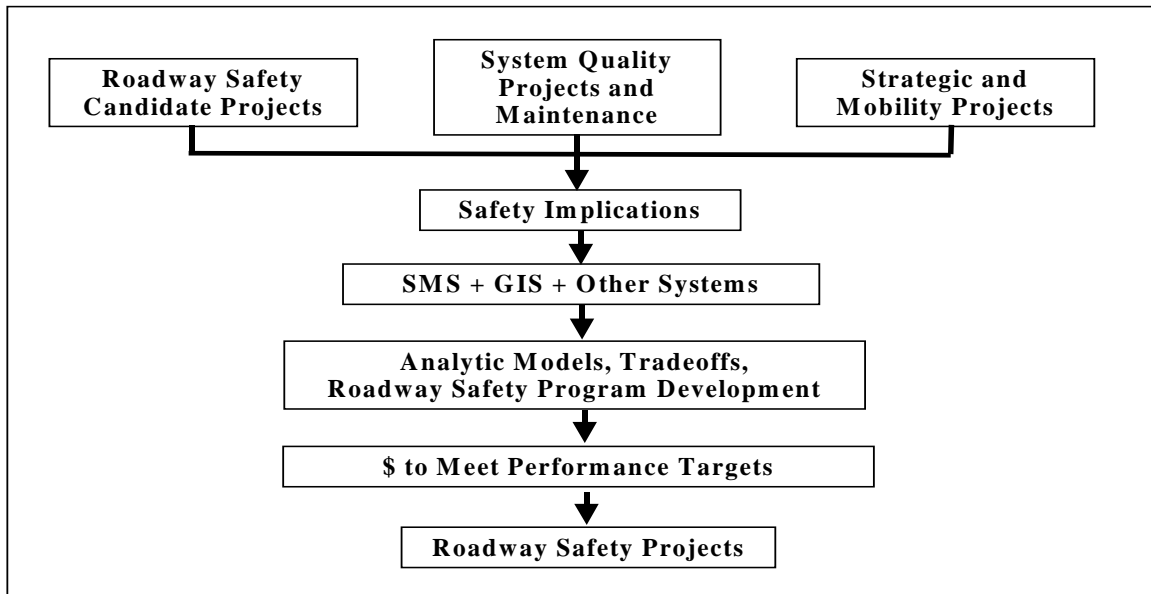 Roadway Safety
Candidate Projects
System Quality
Projects and
Maintenance
Strategic and
Mobility Projects
Safety Implications
SMS + GIS + Other Systems
Analytic Models, Tradeoffs,
Roadway Safety Program Development
$ to Meet Performance Targets
Roadway Safety Projects